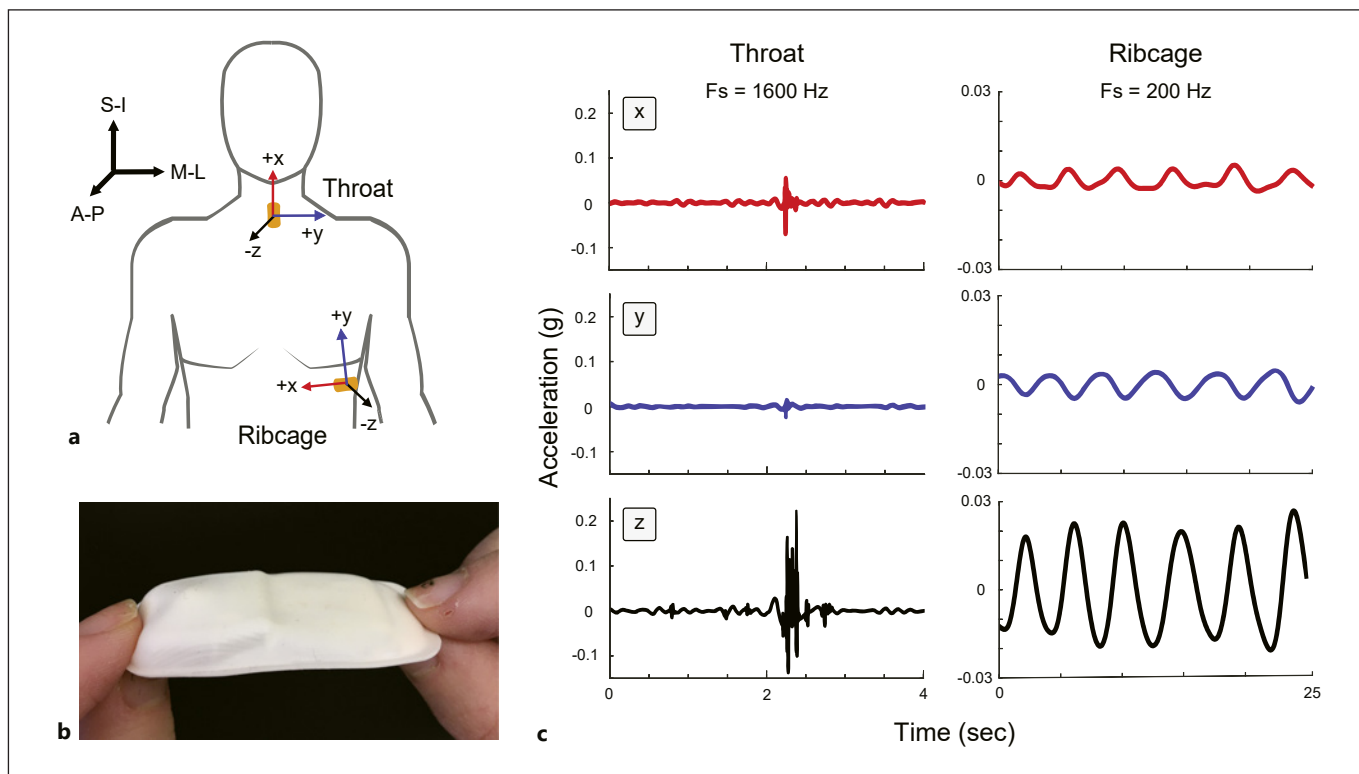 S-I
M-L
A-P
+x
Throat
+y
-z
+y
+x
-z
Ribcage
a
b
Throat
Ribcage
Fs = 1600 Hz
Fs = 200 Hz
x
0.2
0.1
0
-0.1
0.03
0
-0.03
y
0.2
0.1
0
-0.1
0.03
0
-0.03
z
0.2
0.1
0
-0.1
0.03
0
-0.03
Acceleration (g)
0
2
4
0
25
c
Time (sec)